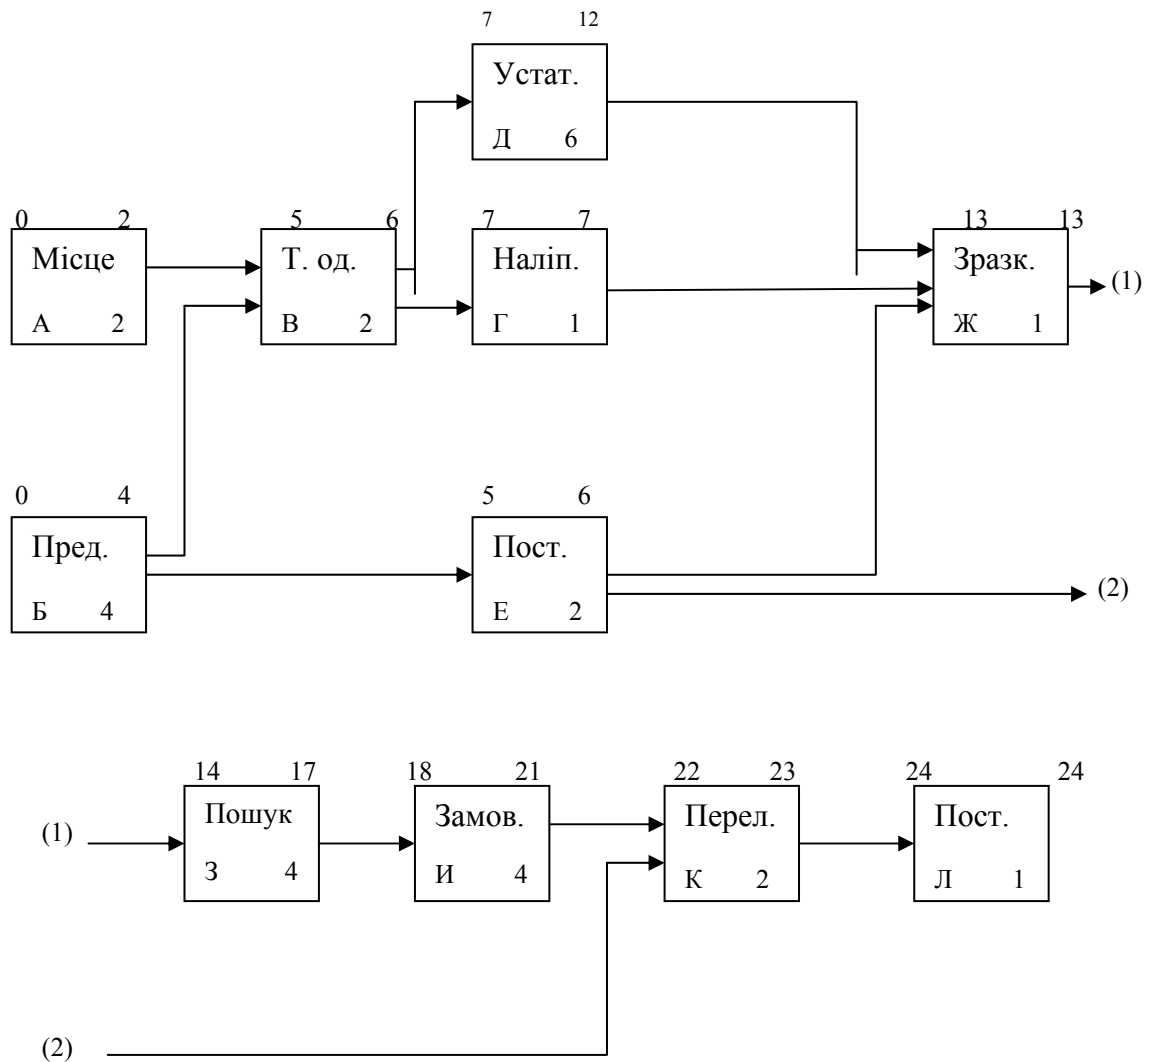 7 12
Устат.
Д 6
0 2
Місце
А 2
5 6
Т. од.
В 2
7 7
Наліп.
Г 1
13 13
Зразк.
Ж 1
(1)
0 4
Пред.
Б 4
5 6
Пост.
Е 2
(2)
14 17
Пошук
З 4
18 21
Замов.
И 4
22 23
Перел.
К 2
24 24
Пост.
Л 1
(1)
(2)